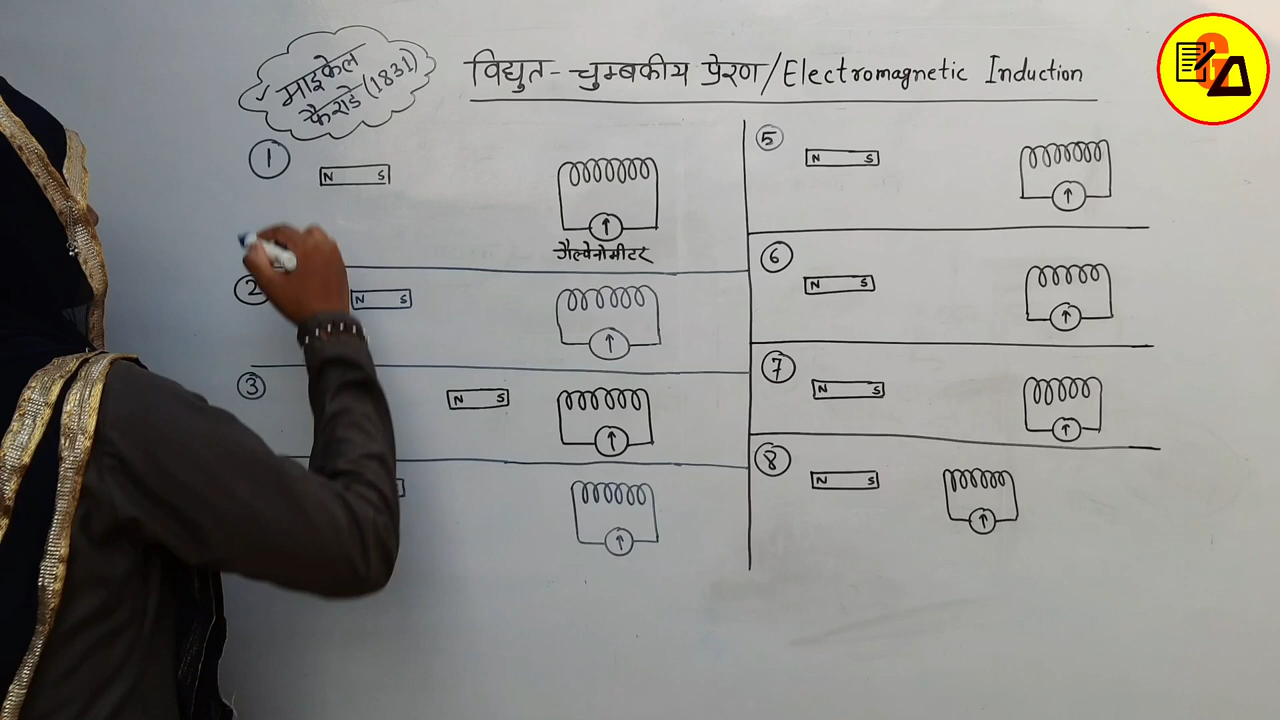 विद्युत - चुम्बकीय प्रेरण/Electromagnetic Induction
✓ माइकेल
फैराडे (1831)
1
N S
गैल्वेनोमीटर
2
N S
3
N S
5
N S
6
N S
7
N S
8
N S